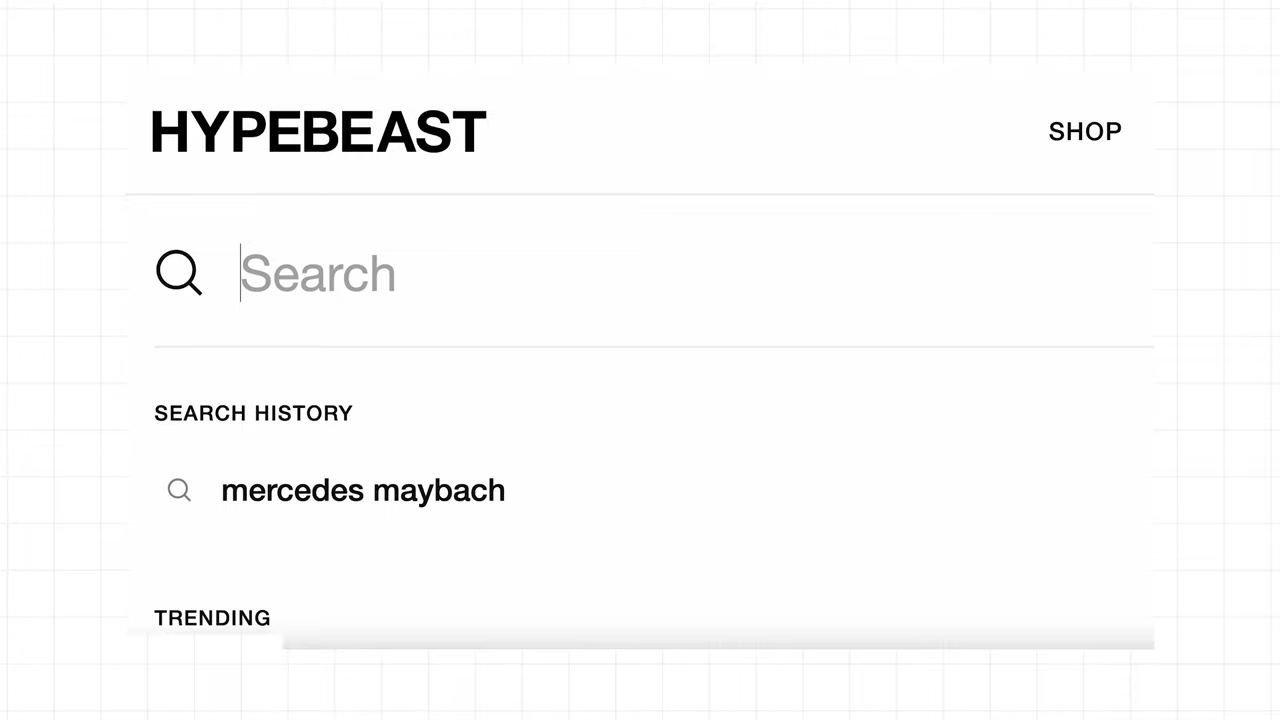 HYPEBEAST
SHOP
Search
SEARCH HISTORY
mercedes maybach
TRENDING